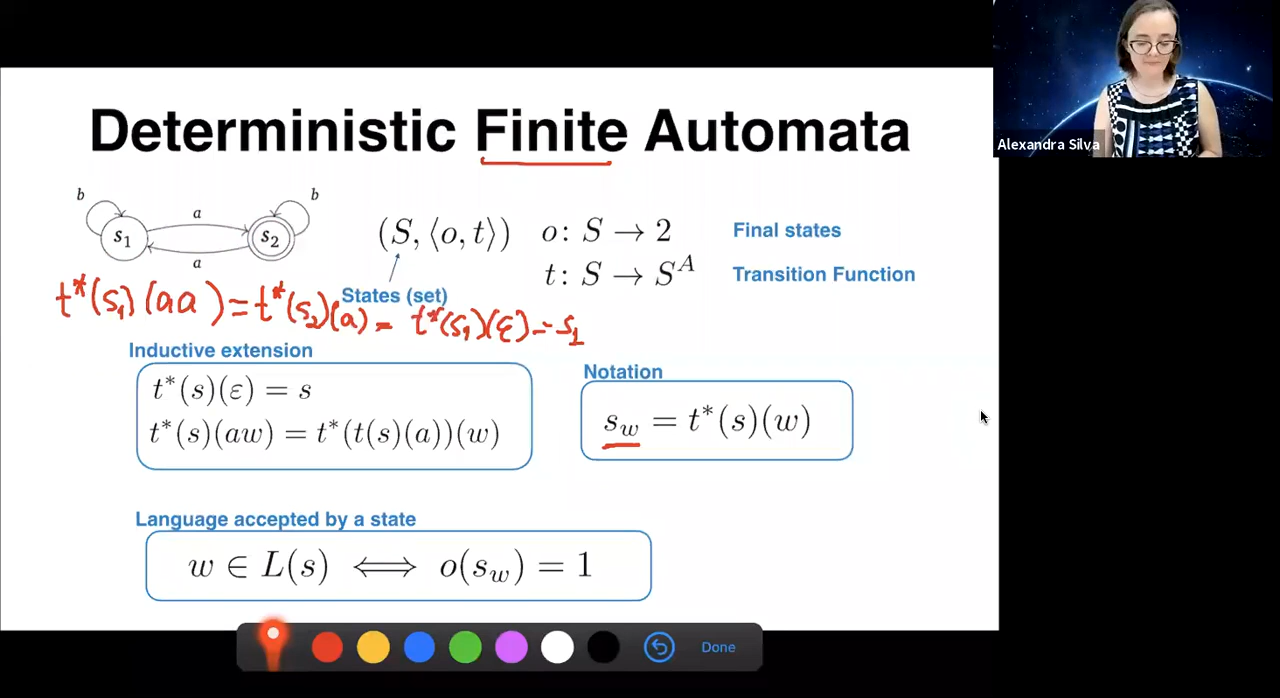 Alexandra Silva
Deterministic Finite Automata
b
a
b
s₁
s₂
a
(S, ⟨o, t⟩)
o: S → 2
Final states
t: S → S^A
Transition Function
States (set)
t*(s₁)(aa) = t*(s₂)(a) = t*(s₁)(ε) = s₁
Inductive extension
t*(s)(ε) = s
t*(s)(aw) = t*(t(s)(a))(w)
Notation
s_w = t*(s)(w)
Language accepted by a state
w ∈ L(s) ⟺ o(s_w) = 1
Done